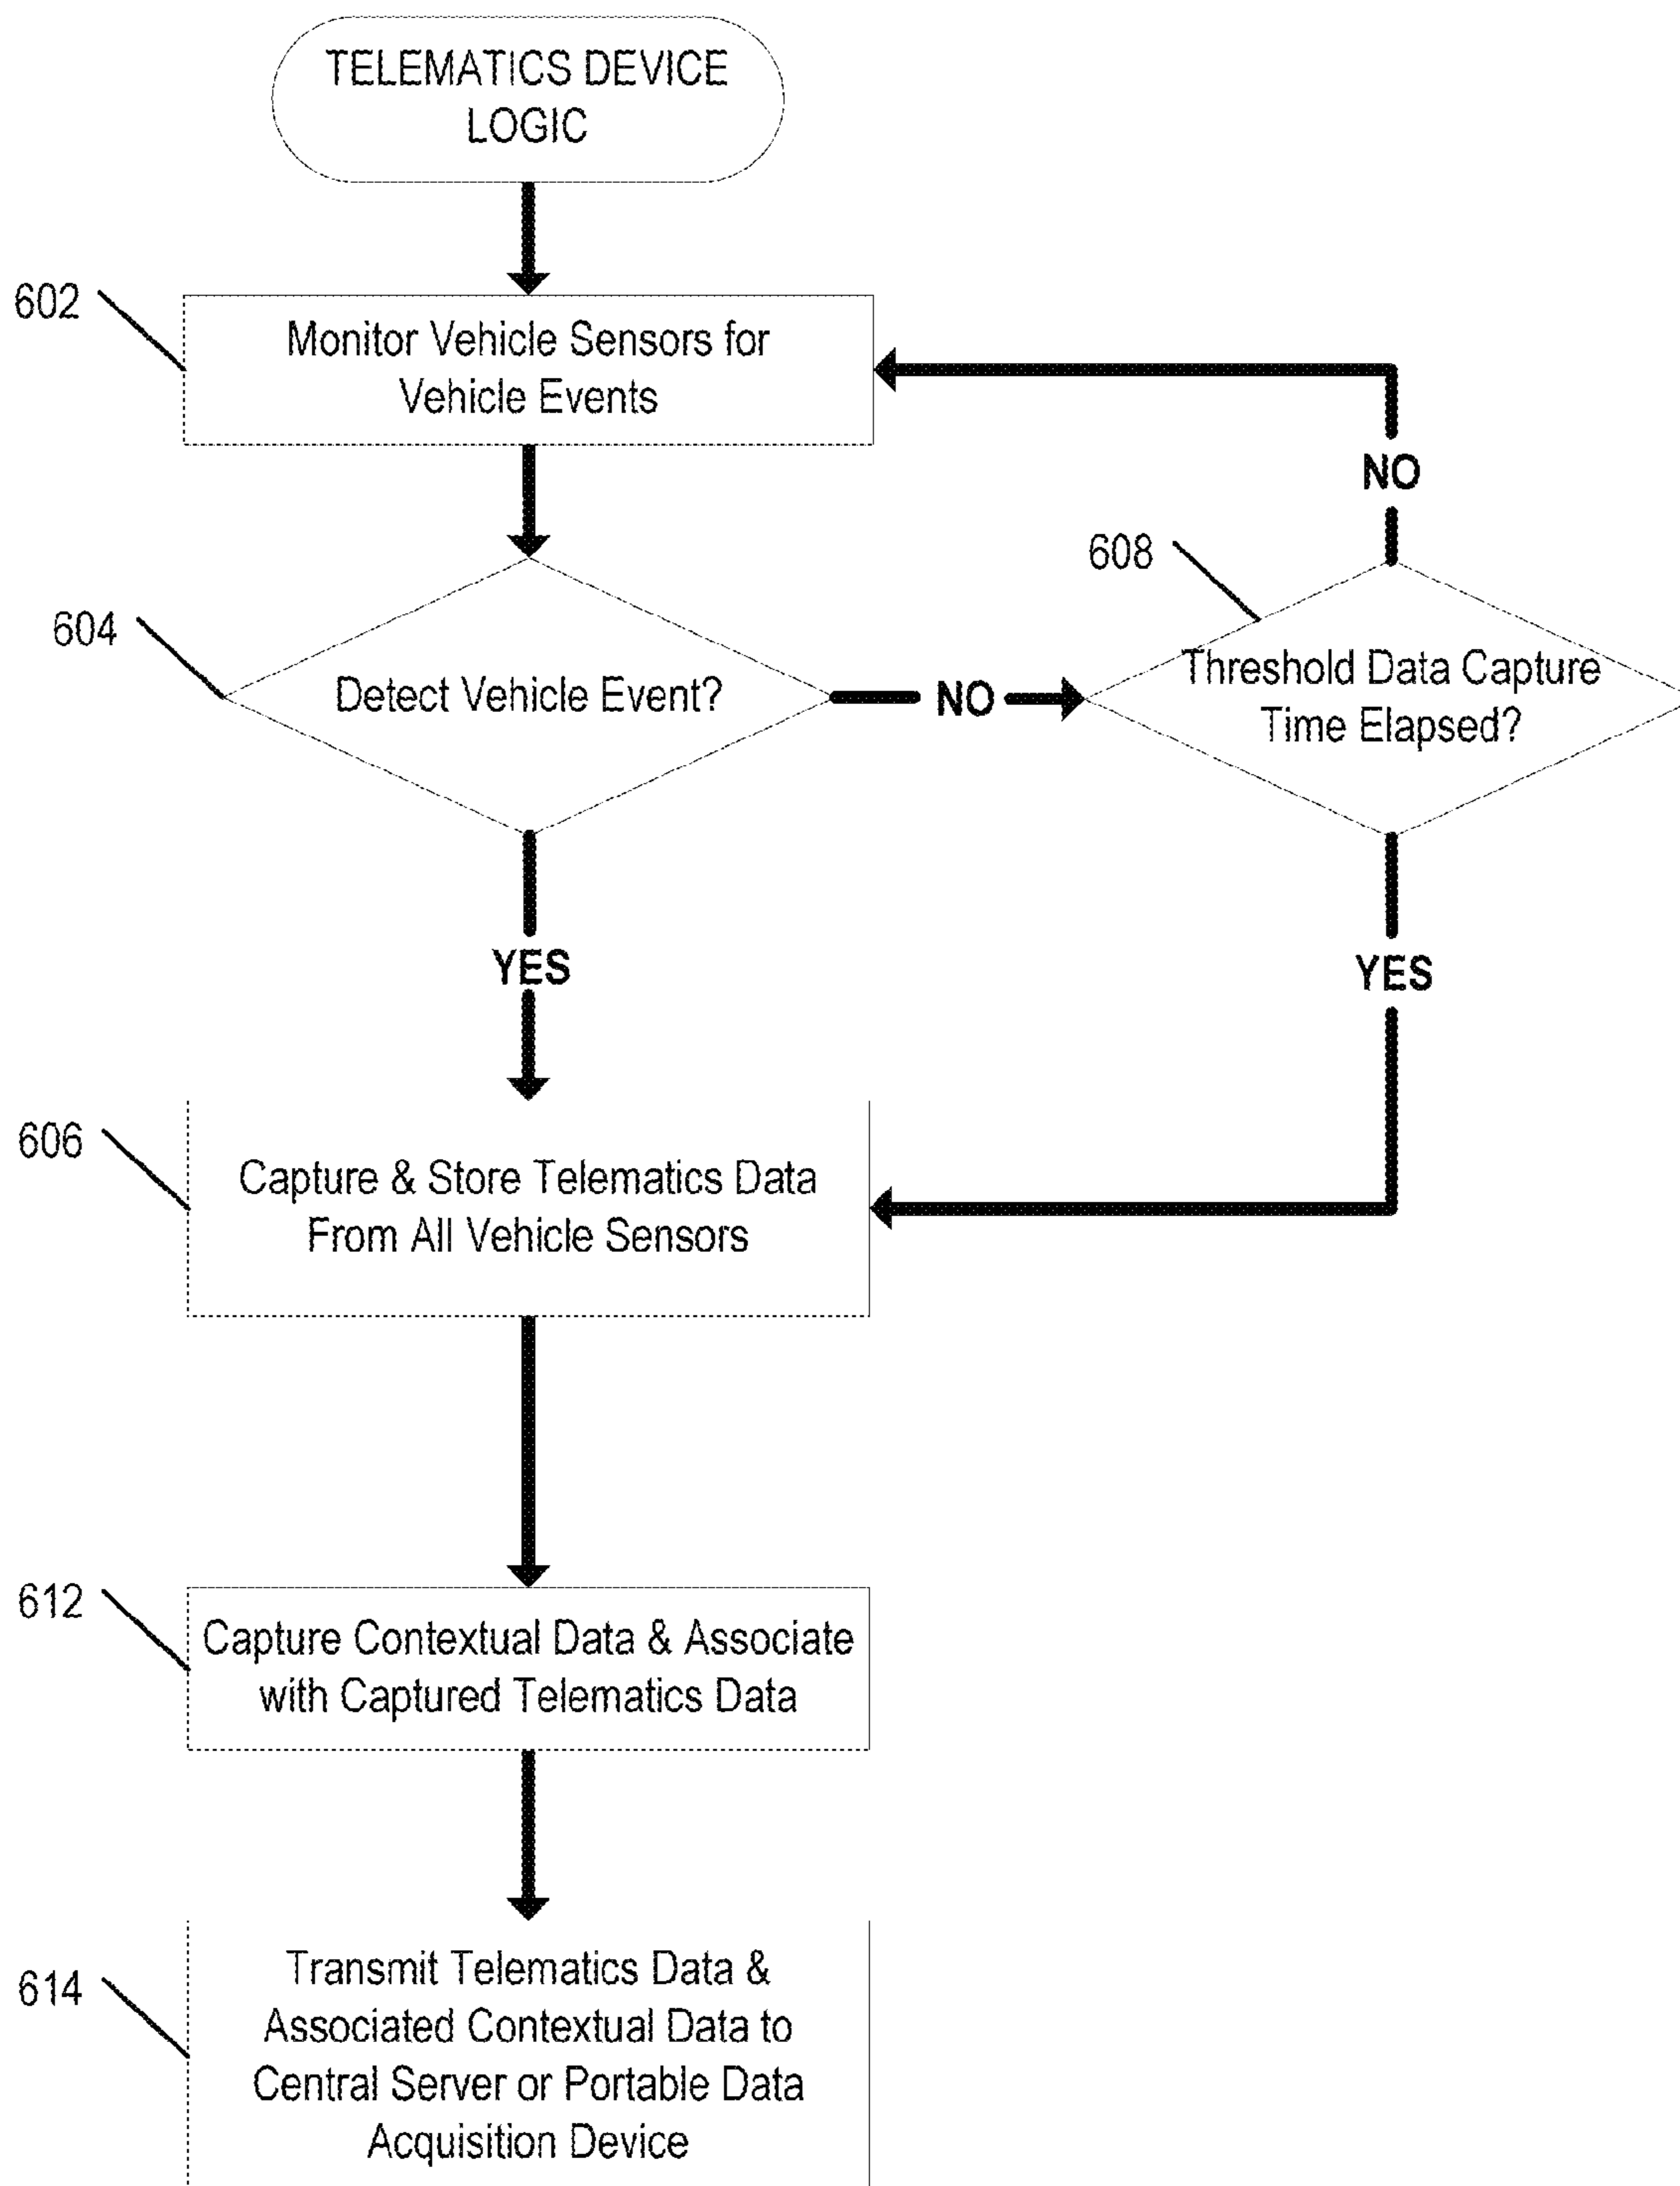 TELEMATICS DEVICE
LOGIC
602
Monitor Vehicle Sensors for
Vehicle Events
NO
608
604
Detect Vehicle Event?
NO
Threshold Data Capture
Time Elapsed?
YES
YES
606
Capture & Store Telematics Data
From All Vehicle Sensors
612
Capture Contextual Data & Associate
with Captured Telematics Data
614
Transmit Telematics Data &
Associated Contextual Data to
Central Server or Portable Data
Acquisition Device